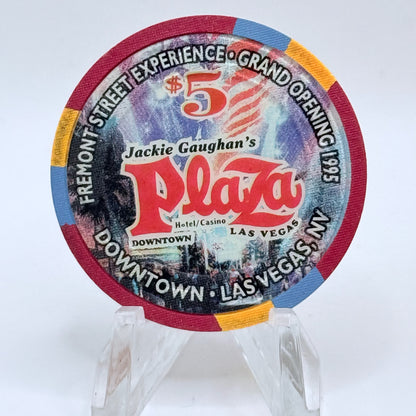 FREMONT STREET EXPERIENCE • GRAND OPENING 1995
$5
Jackie Gaughan's
Plaza
Hotel/Casino
DOWNTOWN LAS VEGAS
DOWNTOWN • LAS VEGAS, NV